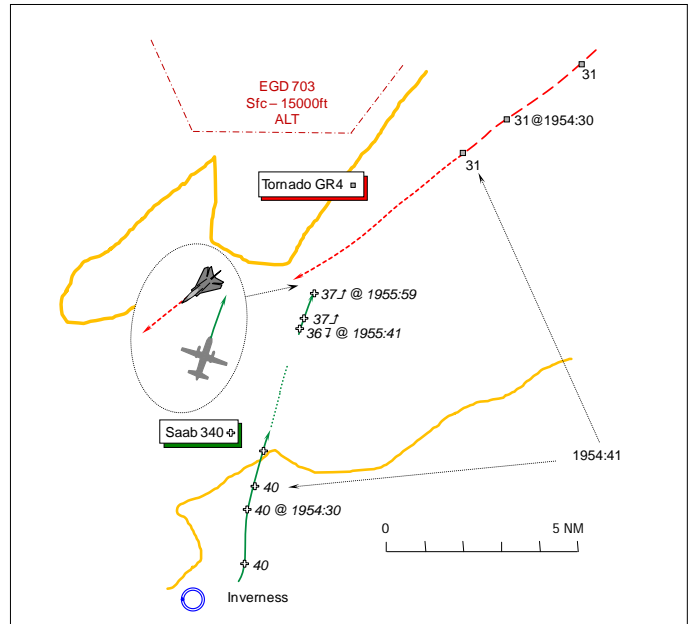 EGD 703
Sfc – 15000ft
ALT
31
31@1954:30
31
Tornado GR4
37↑ @ 1955:59
37↑
36↓ @ 1955:41
Saab 340
1954:41
40
40 @ 1954:30
40
0 5 NM
Inverness